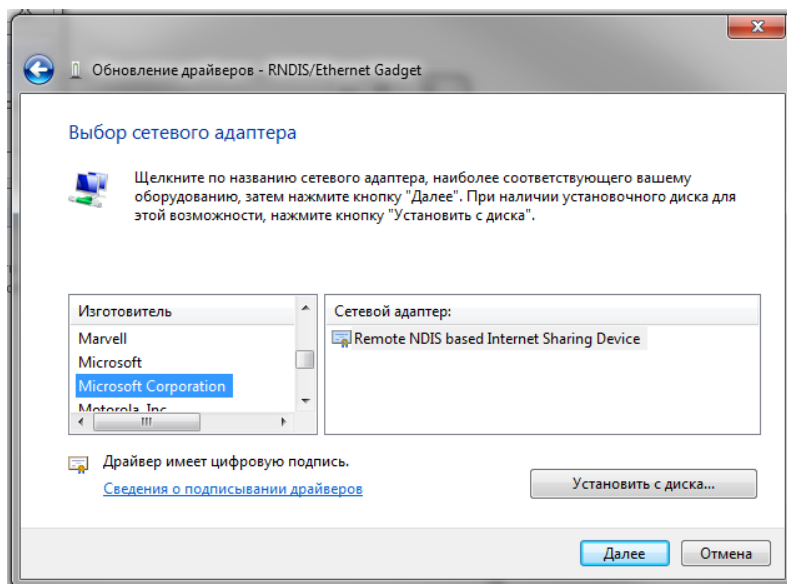 Обновление драйверов - RNDIS/Ethernet Gadget
Выбор сетевого адаптера
Щелкните по названию сетевого адаптера, наиболее соответствующего вашему
оборудованию, затем нажмите кнопку "Далее". При наличии установочного диска для
этой возможности, нажмите кнопку "Установить с диска".
Изготовитель
Marvell
Microsoft
Microsoft Corporation
Motorola, Inc.
Сетевой адаптер:
Remote NDIS based Internet Sharing Device
Драйвер имеет цифровую подпись.
Сведения о подписывании драйверов
Установить с диска...
Далее
Отмена